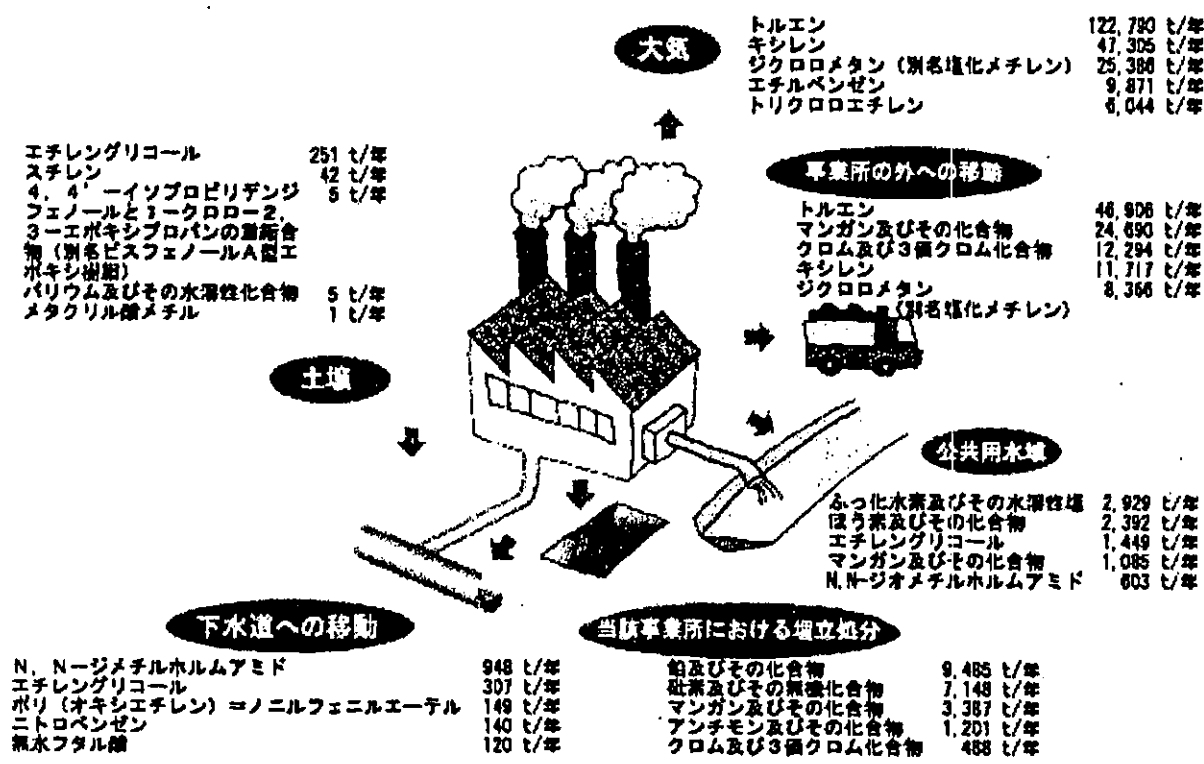 大気
トルエン 122,790 t/年
キシレン 47,305 t/年
ジクロロメタン（別名塩化メチレン） 25,386 t/年
エチルベンゼン 9,871 t/年
トリクロロエチレン 6,044 t/年
エチレングリコール 251 t/年
スチレン 42 t/年
4，4'－イソプロピリデンジ 5 t/年
フェノールと1－クロロ－2，
3－エポキシプロパンの重縮合
物（別名ビスフェノールA型エ
ポキシ樹脂）
バリウム及びその水溶性化合物 5 t/年
メタクリル酸メチル 1 t/年
土壌
事業所の外への移動
トルエン 46,906 t/年
マンガン及びその化合物 24,690 t/年
クロム及び3価クロム化合物 12,294 t/年
キシレン 11,717 t/年
ジクロロメタン 8,366 t/年
（別名塩化メチレン）
公共用水域
ふっ化水素及びその水溶性塩 2,929 t/年
ほう素及びその化合物 2,392 t/年
エチレングリコール 1,449 t/年
マンガン及びその化合物 1,085 t/年
N,N-ジオメチルホルムアミド 603 t/年
下水道への移動
N，N－ジメチルホルムアミド 948 t/年
エチレングリコール 307 t/年
ポリ（オキシエチレン）＝ノニルフェニルエーテル 149 t/年
ニトロベンゼン 140 t/年
無水フタル酸 120 t/年
当該事業所における埋立処分
鉛及びその化合物 9,485 t/年
砒素及びその無機化合物 7,148 t/年
マンガン及びその化合物 3,387 t/年
アンチモン及びその化合物 1,201 t/年
クロム及び3価クロム化合物 488 t/年